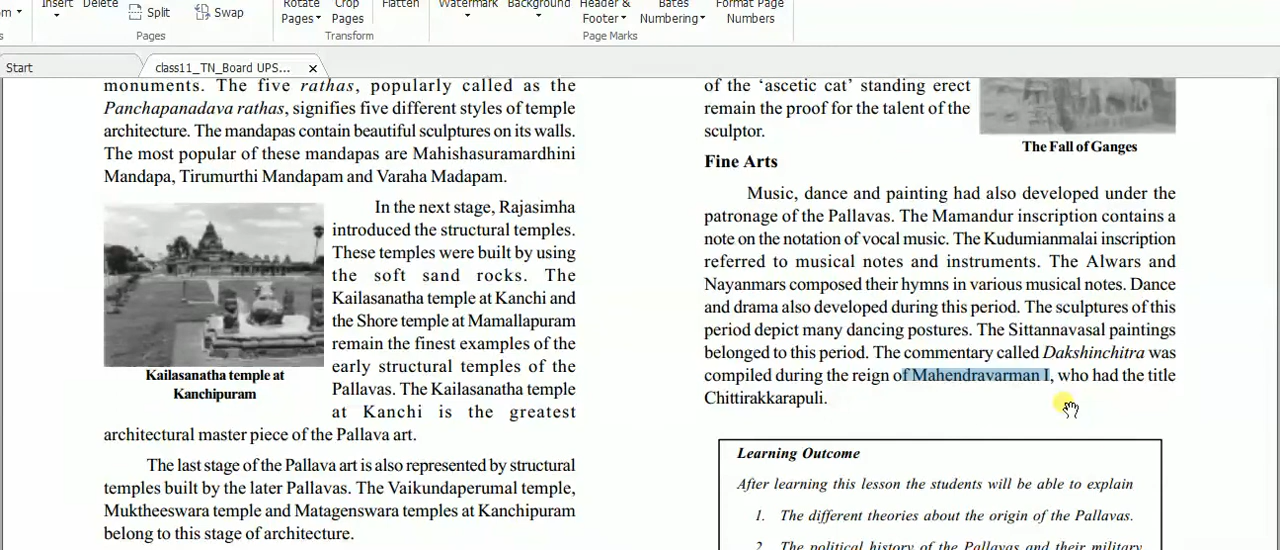 Insert
Delete
Split
Swap
Pages
Rotate
Pages
Crop
Pages
Flatten
Transform
Watermark
Background
Header &
Footer
Bates
Numbering
Format Page
Numbers
Page Marks
Start
class11_TN_Board UPS...
monuments. The five rathas, popularly called as the
Panchapanadava rathas, signifies five different styles of temple
architecture. The mandapas contain beautiful sculptures on its walls.
The most popular of these mandapas are Mahishasuramardhini
Mandapa, Tirumurthi Mandapam and Varaha Madapam.
In the next stage, Rajasimha
introduced the structural temples.
These temples were built by using
the soft sand rocks. The
Kailasanatha temple at Kanchi and
the Shore temple at Mamallapuram
remain the finest examples of the
early structural temples of the
Pallavas. The Kailasanatha temple
at Kanchi is the greatest
architectural master piece of the Pallava art.
Kailasanatha temple at
Kanchipuram
The last stage of the Pallava art is also represented by structural
temples built by the later Pallavas. The Vaikundaperumal temple,
Muktheeswara temple and Matagenswara temples at Kanchipuram
belong to this stage of architecture.
of the ‘ascetic cat’ standing erect
remain the proof for the talent of the
sculptor.
The Fall of Ganges
Fine Arts
Music, dance and painting had also developed under the
patronage of the Pallavas. The Mamandur inscription contains a
note on the notation of vocal music. The Kudumianmalai inscription
referred to musical notes and instruments. The Alwars and
Nayanmars composed their hymns in various musical notes. Dance
and drama also developed during this period. The sculptures of this
period depict many dancing postures. The Sittannavasal paintings
belonged to this period. The commentary called Dakshinchitra was
compiled during the reign of Mahendravarman I, who had the title
Chittirakkarapuli.
Learning Outcome
After learning this lesson the students will be able to explain
1. The different theories about the origin of the Pallavas.
2. The political history of the Pallavas and their military